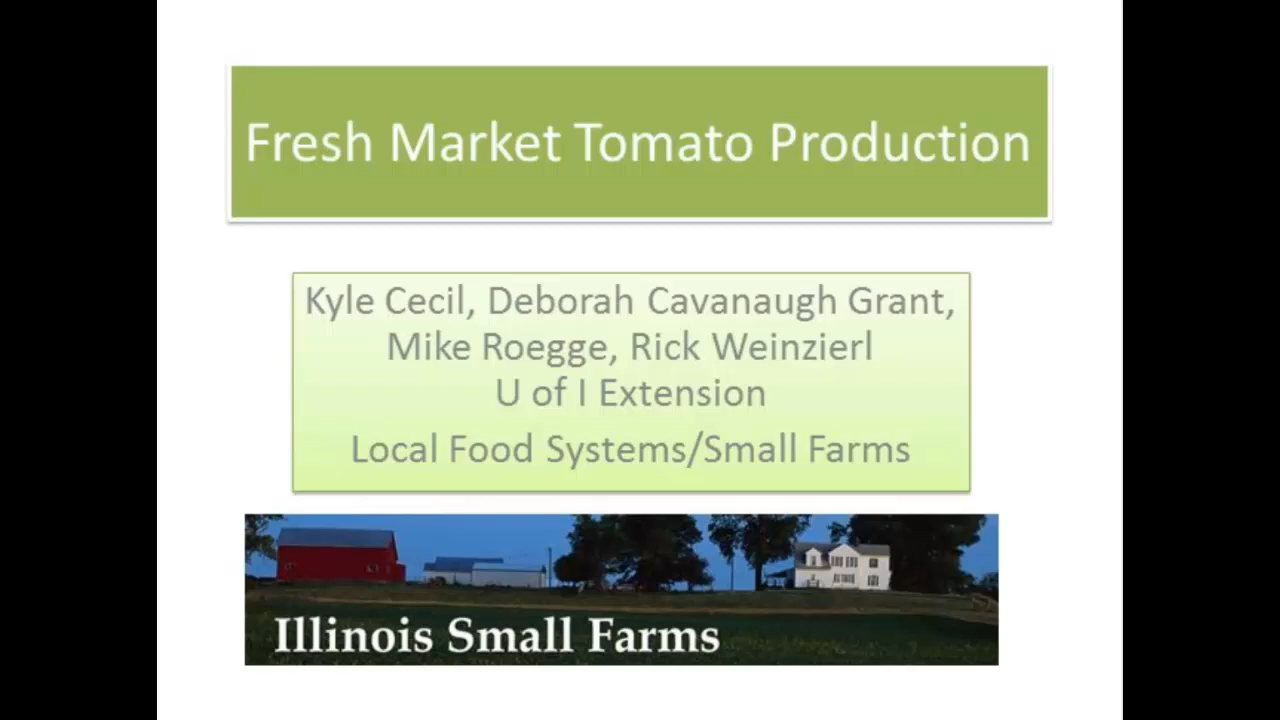 Fresh Market Tomato Production
Kyle Cecil, Deborah Cavanaugh Grant,
Mike Roegge, Rick Weinzierl
U of I Extension
Local Food Systems/Small Farms
Illinois Small Farms